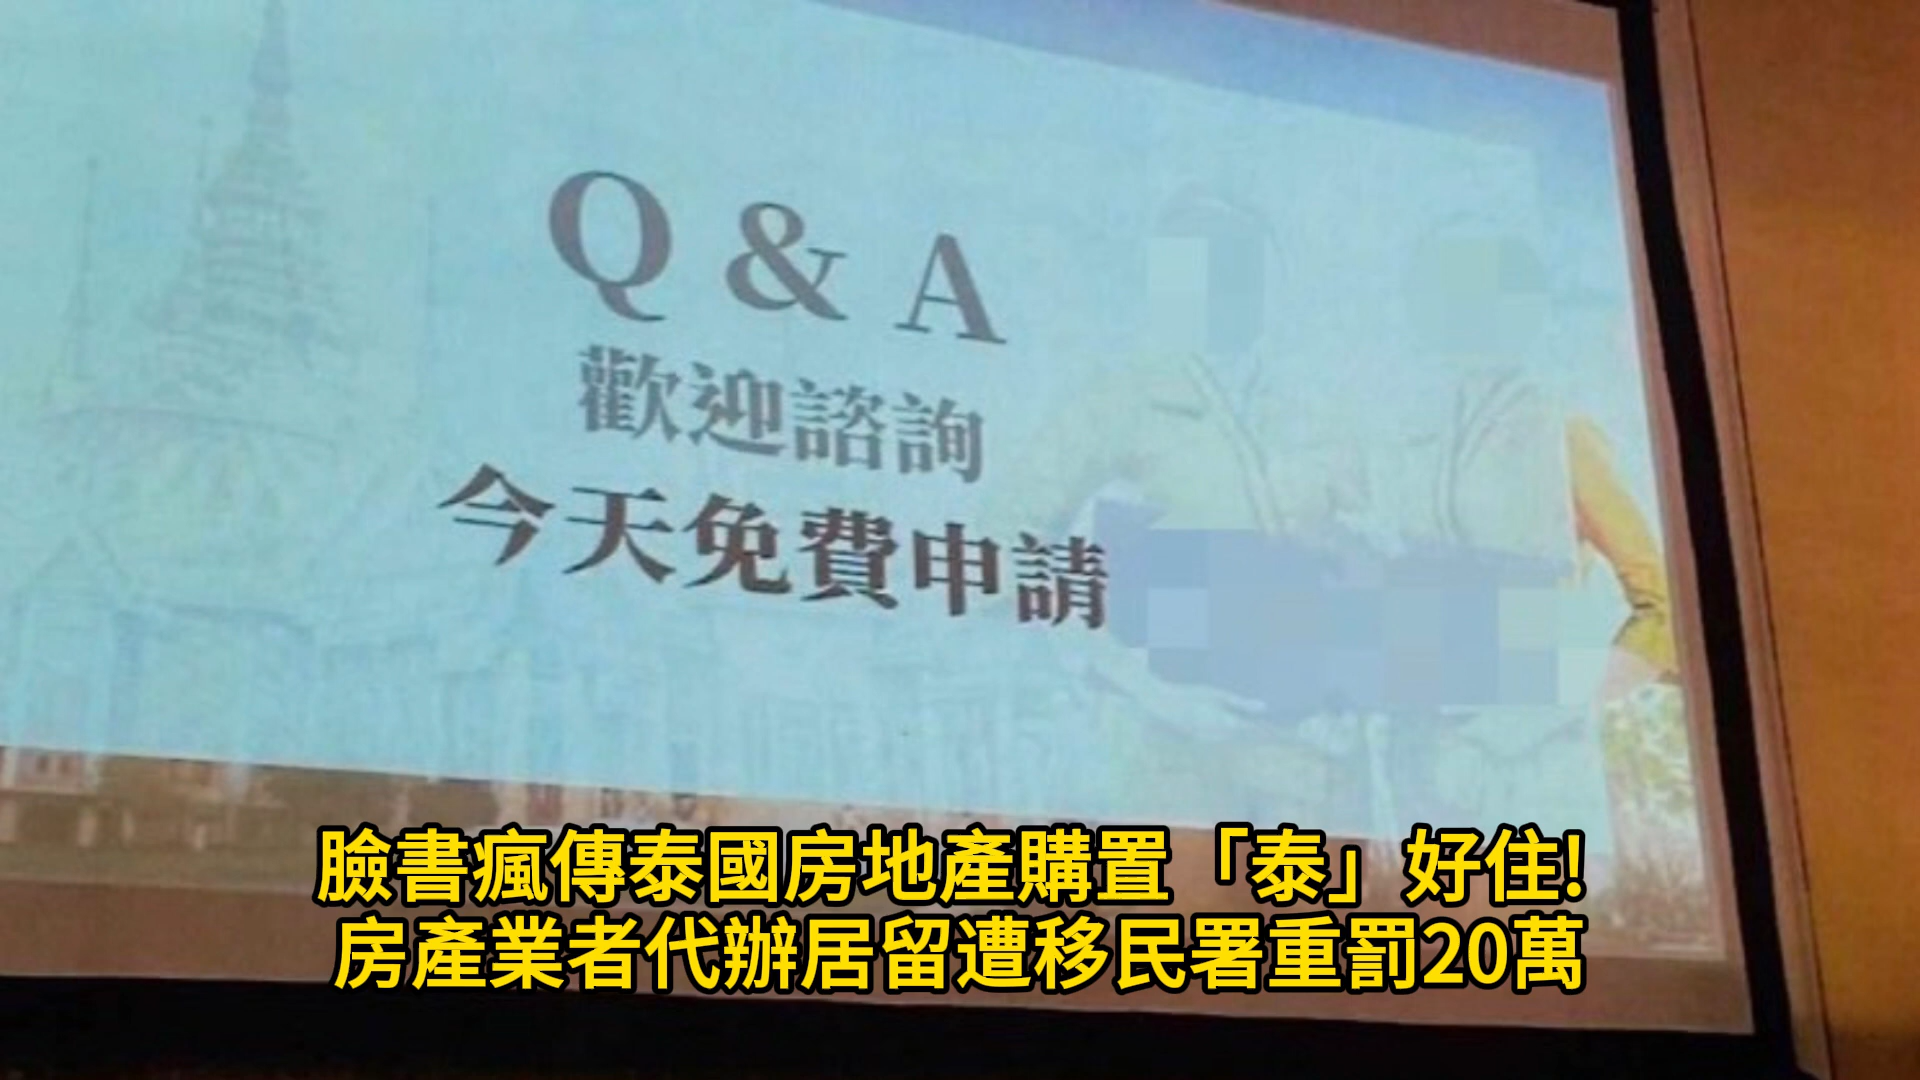 Q & A
歡迎諮詢
今天免費申請
臉書瘋傳泰國房地產購置「泰」好住!
房產業者代辦居留遭移民署重罰20萬